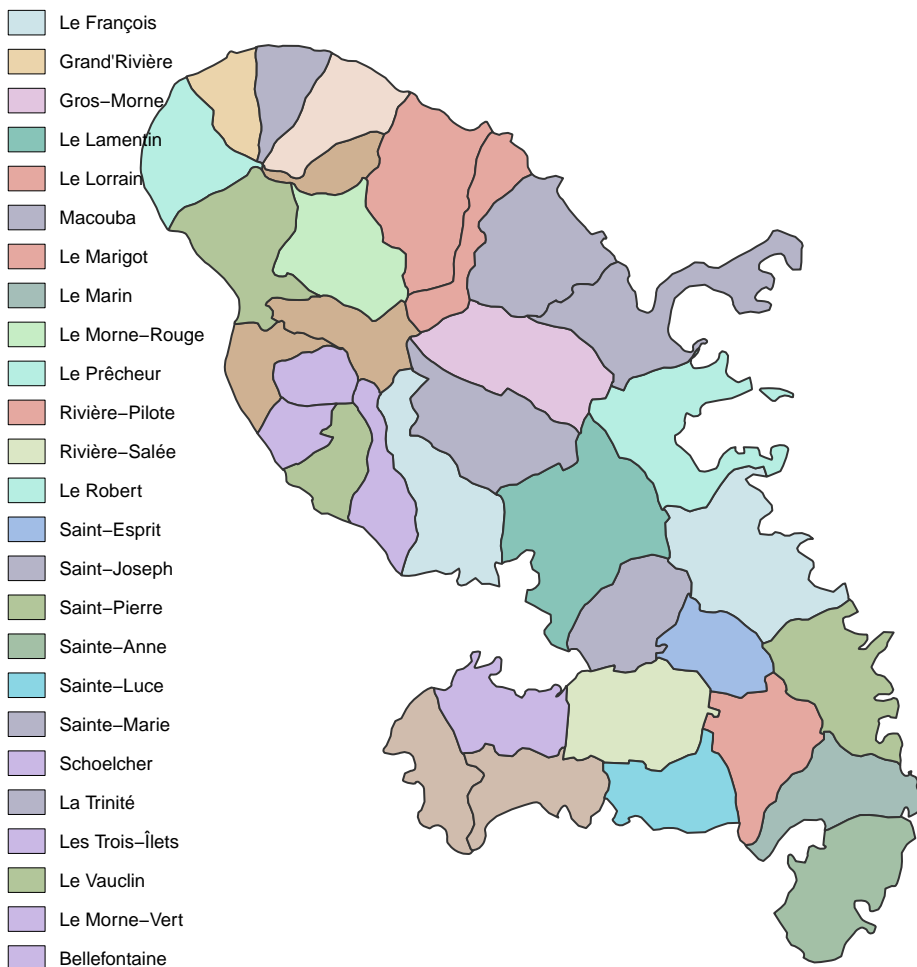 Le François
Grand'Rivière
Gros−Morne
Le Lamentin
Le Lorrain
Macouba
Le Marigot
Le Marin
Le Morne−Rouge
Le Prêcheur
Rivière−Pilote
Rivière−Salée
Le Robert
Saint−Esprit
Saint−Joseph
Saint−Pierre
Sainte−Anne
Sainte−Luce
Sainte−Marie
Schoelcher
La Trinité
Les Trois−Îlets
Le Vauclin
Le Morne−Vert
Bellefontaine